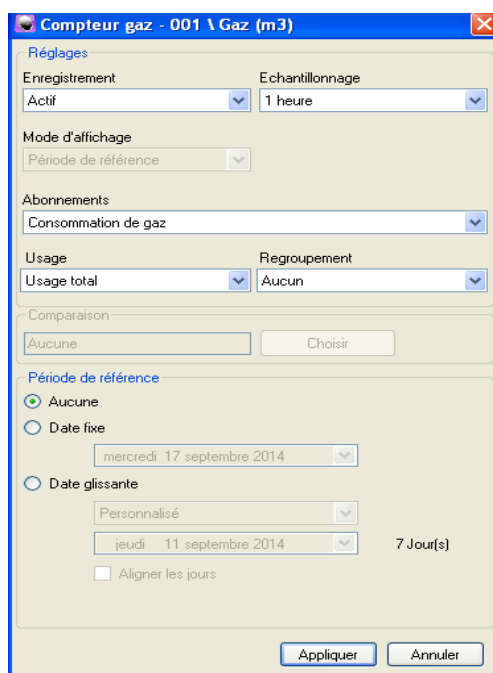 Compteur gaz - 001 \ Gaz (m3)
Réglages
Enregistrement Echantillonnage
Actif 1 heure
Mode d'affichage
Période de référence
Abonnements
Consommation de gaz
Usage Regroupement
Usage total Aucun
Comparaison
Aucune Choisir
Période de référence
Aucune
Date fixe
mercredi 17 septembre 2014
Date glissante
Personnalisé
jeudi 11 septembre 2014 7 Jour(s)
Aligner les jours
Appliquer Annuler